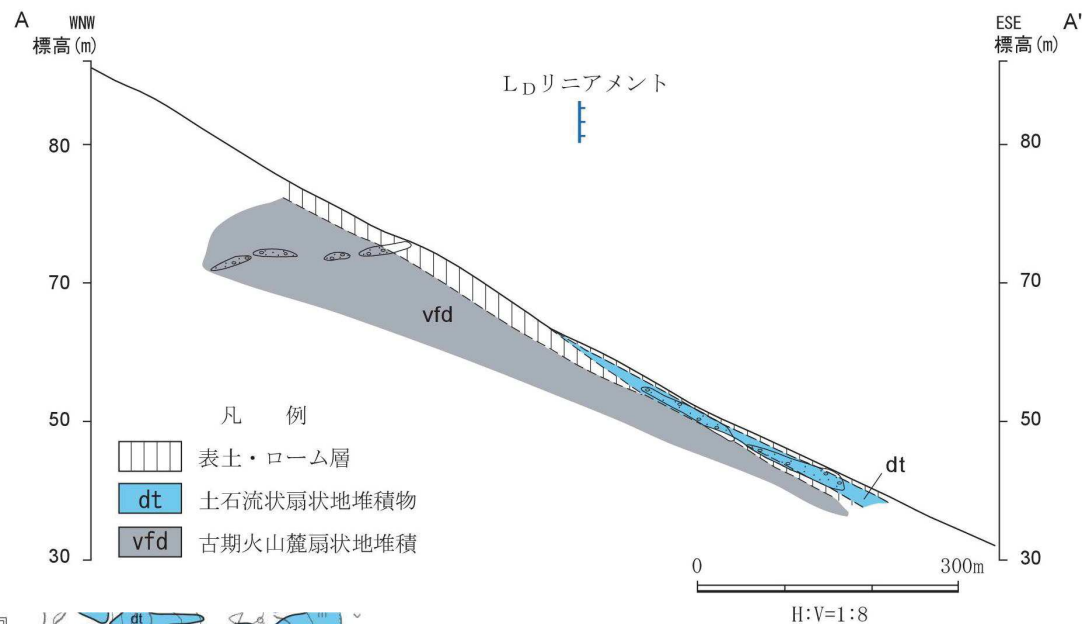 A WNW
標高(m)
ESE A'
標高(m)
LDリニアメント
80
80
70
70
vfd
50
50
凡 例
表土・ローム層
dt 土石流状扇状地堆積物
vfd 古期火山麓扇状地堆積
dt
30
30
0 300m
H:V=1:8
dt